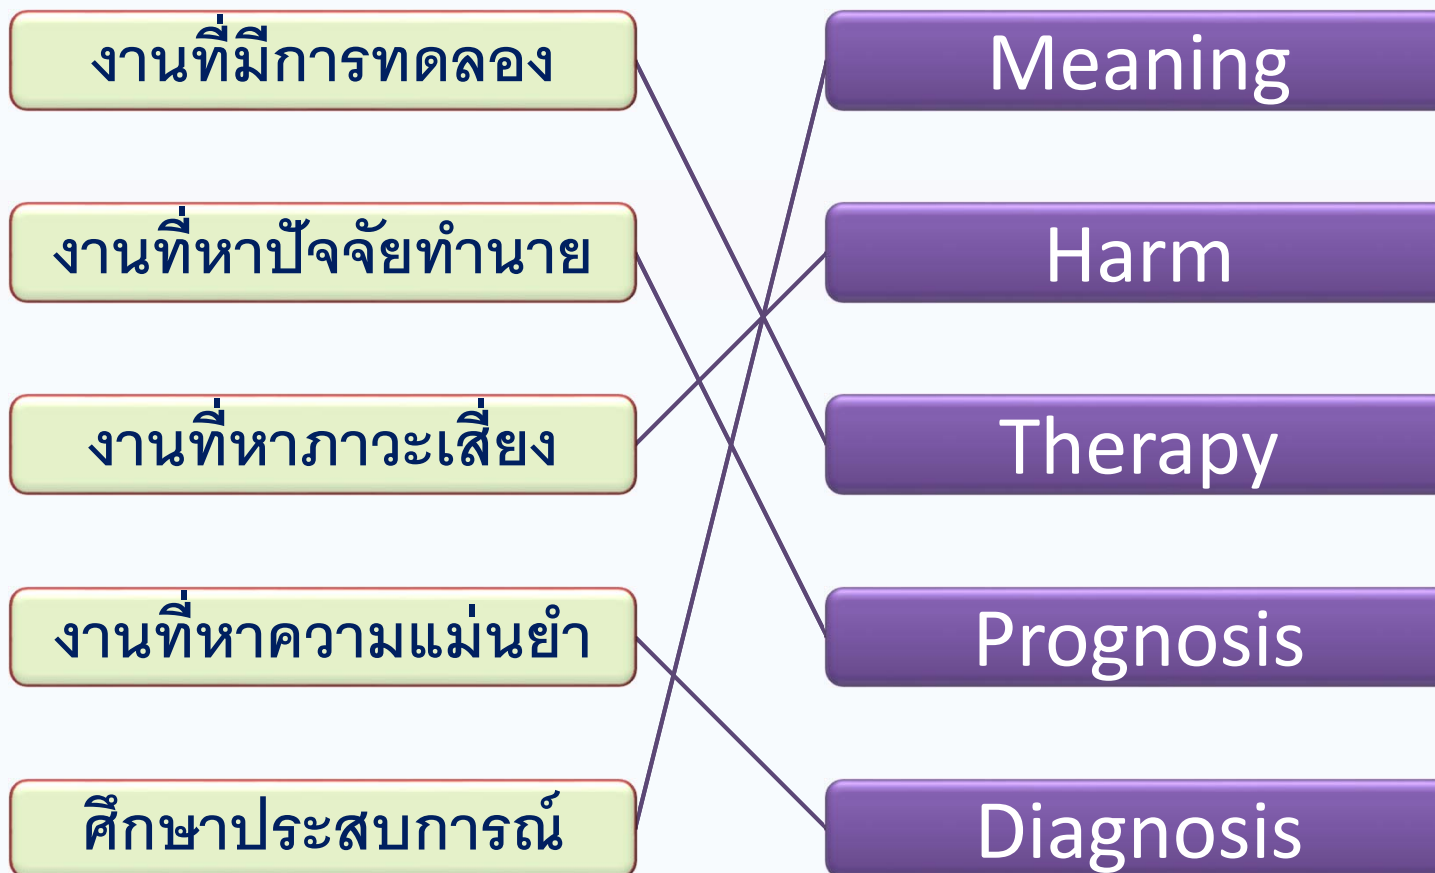 งานที่มีการทดลอง
Meaning
งานที่หาปัจจัยทำนาย
Harm
งานที่หาภาวะเสี่ยง
Therapy
งานที่หาความแม่นยำ
Prognosis
ศึกษาประสบการณ์
Diagnosis